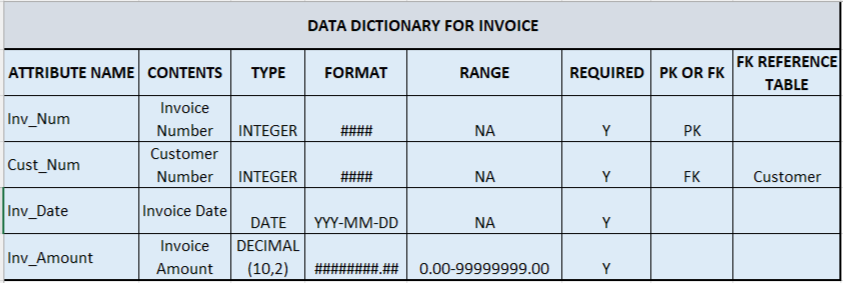 DATA DICTIONARY FOR INVOICE
ATTRIBUTE NAME CONTENTS TYPE FORMAT RANGE REQUIRED PK OR FK FK REFERENCE
TABLE
Inv_Num Invoice
Number INTEGER #### NA Y PK
Cust_Num Customer
Number INTEGER #### NA Y FK Customer
Inv_Date Invoice Date
DATE YYY-MM-DD NA Y
Inv_Amount Invoice DECIMAL
Amount (10,2) ########.## 0.00-99999999.00 Y